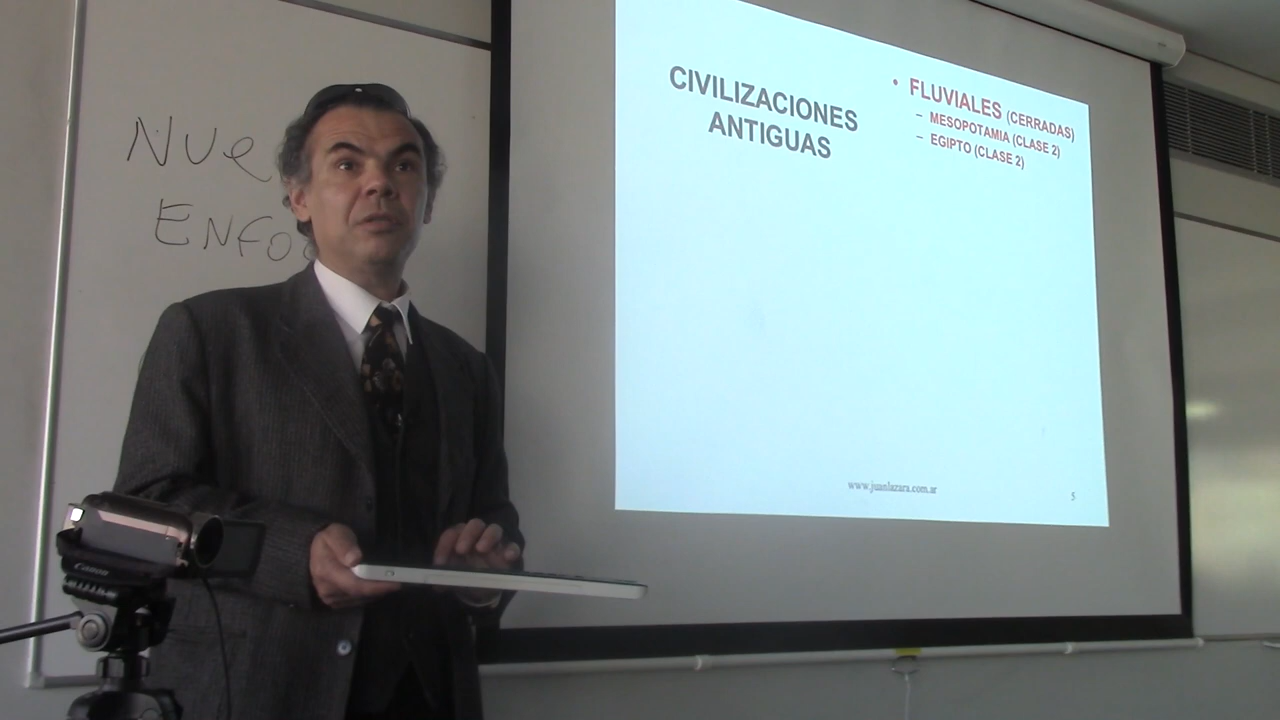 NUe
ENFO
CIVILIZACIONES
ANTIGUAS
• FLUVIALES (CERRADAS)
– MESOPOTAMIA (CLASE 2)
– EGIPTO (CLASE 2)
www.juanlazara.com.ar
5
Canon